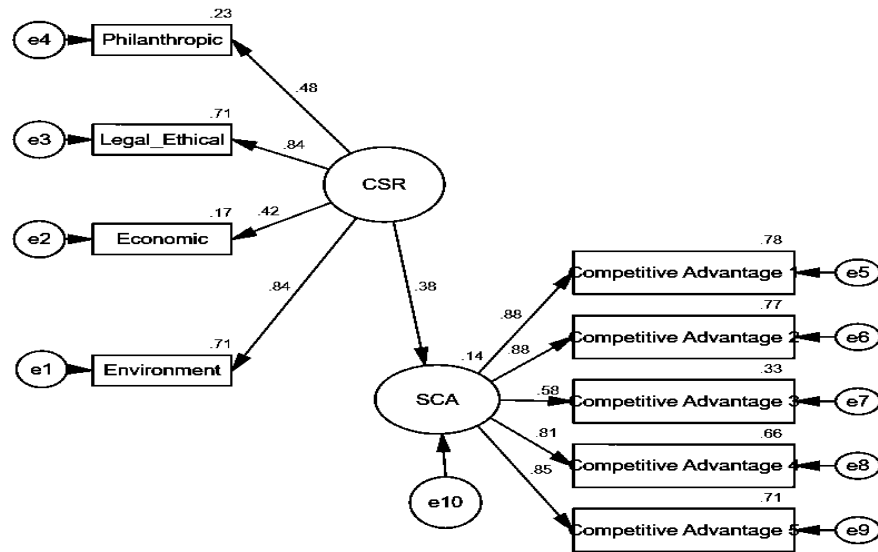 .23
e4
Philanthropic
.48
.71
e3
Legal_Ethical
.84
CSR
.17
e2
Economic
.42
.78
Competitive Advantage 1
e5
.84
.38
.88
.77
Competitive Advantage 2
e6
.71
e1
Environment
.14
.88
.33
SCA
.58
Competitive Advantage 3
e7
.81
.66
Competitive Advantage 4
e8
.85
.71
e10
Competitive Advantage 5
e9